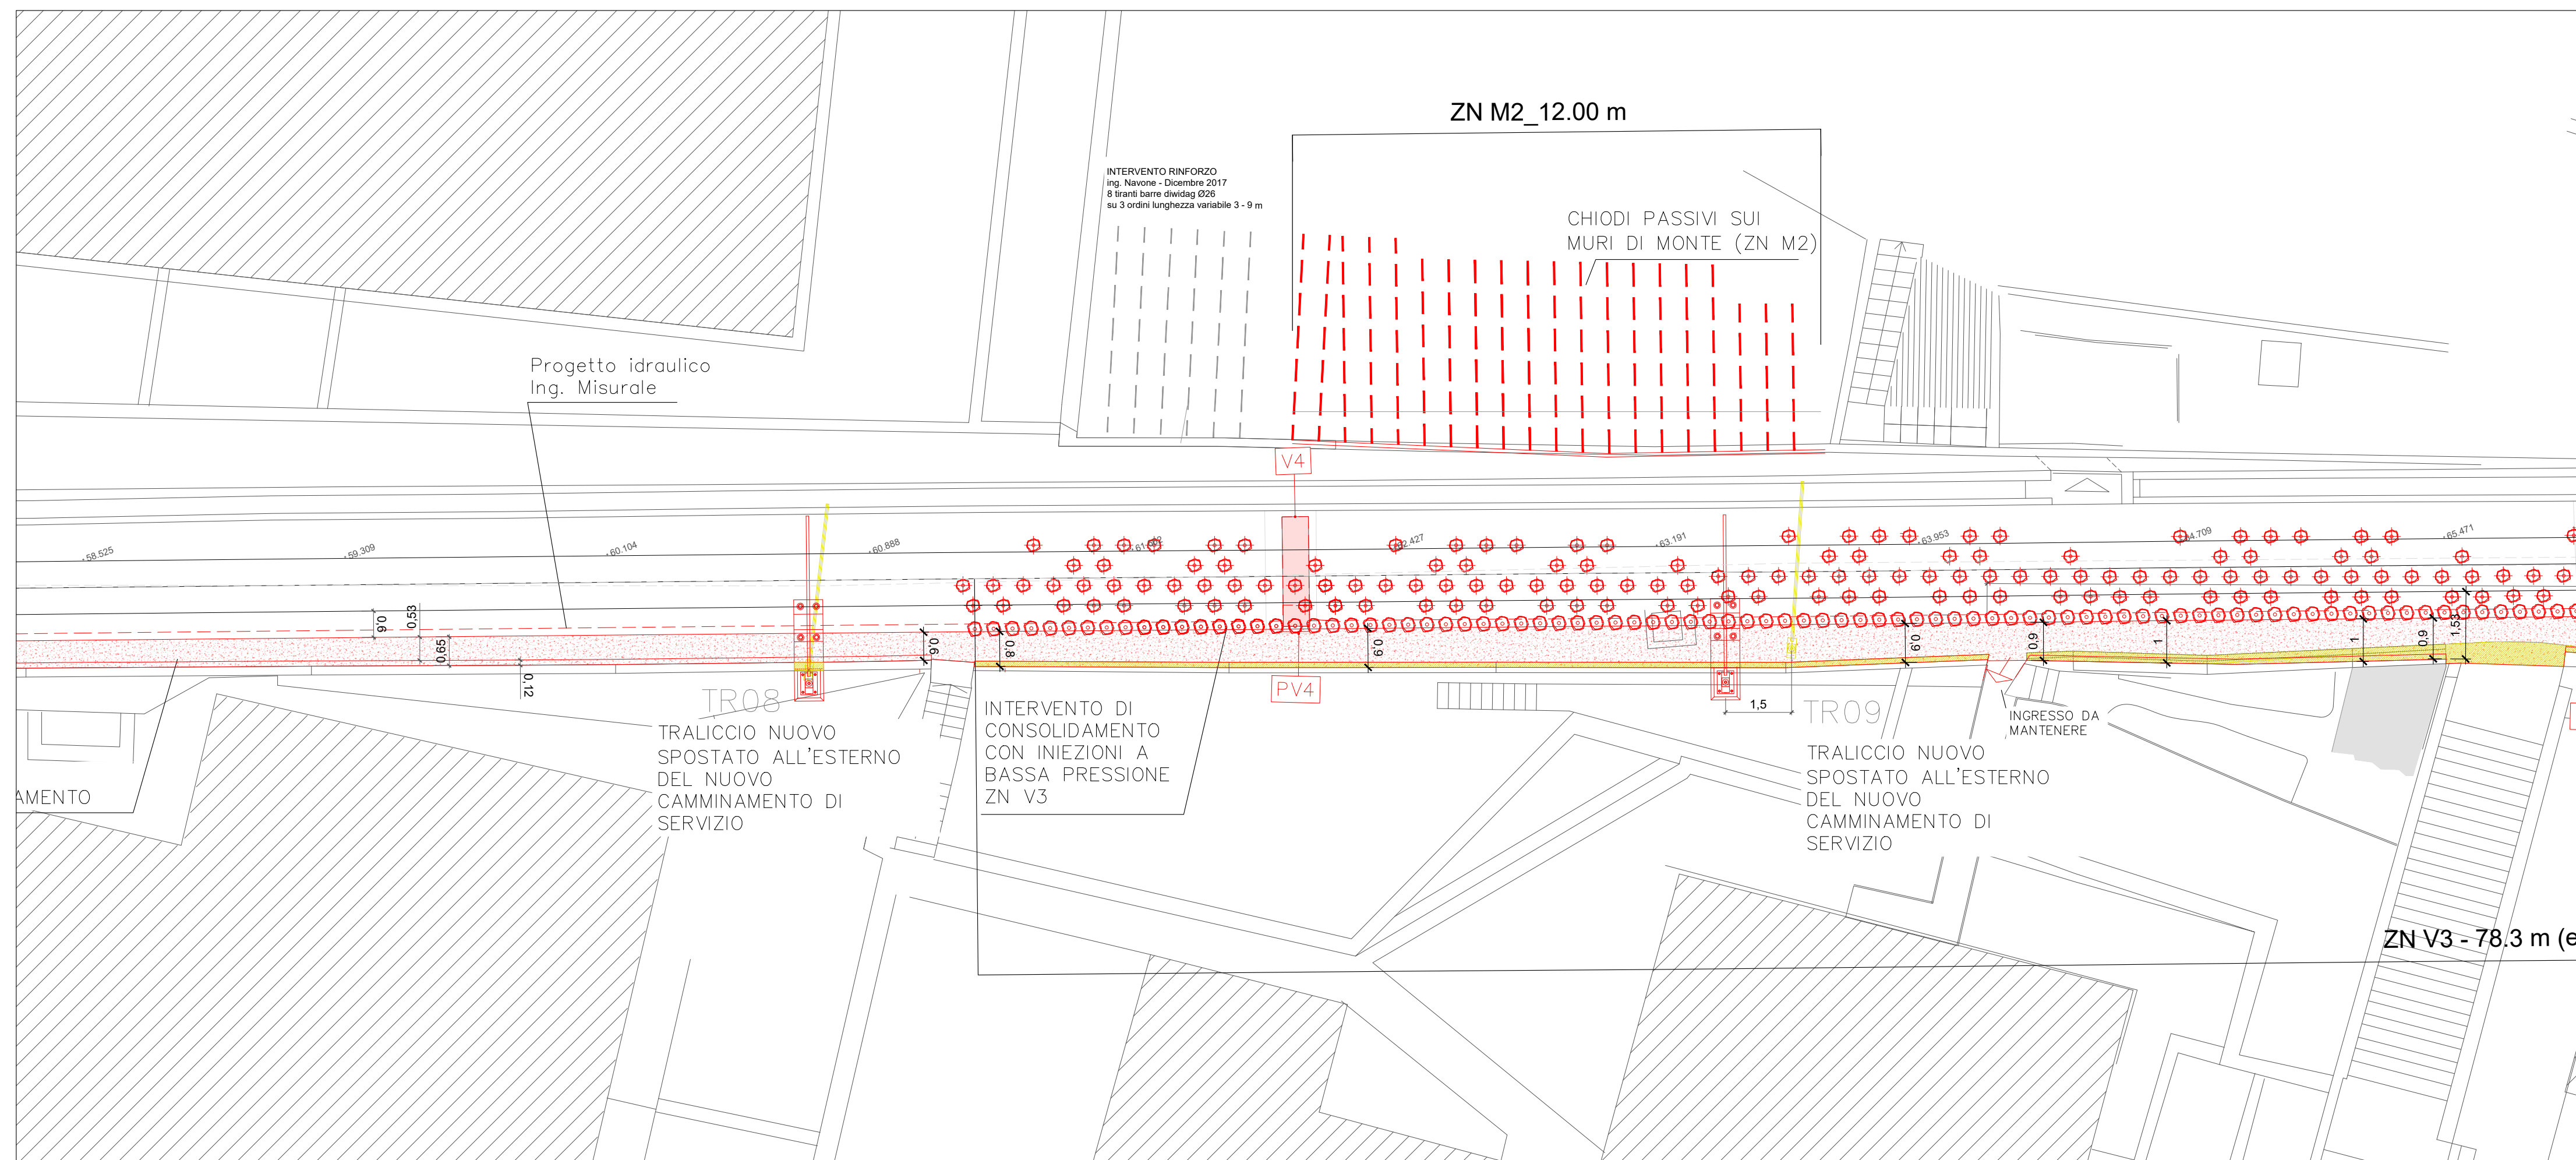 ZN M2_12.00 m
INTERVENTO RINFORZO
ing. Navone - Dicembre 2017
8 tiranti barre diwidag Ø26
su 3 ordini lunghezza variabile 3 - 9 m
CHIODI PASSIVI SUI
MURI DI MONTE (ZN M2)
Progetto idraulico
Ing. Misurale
V4
58.525
59.309
60.104
60.888
62.427
63.191
63.953
64.709
65.471
0,6
0,53
0,65
0,12
0,6
0,8
0,9
0,9
0,9
1
1
0,9
1,53
1,5
PV4
TR08
TRALICCIO NUOVO
SPOSTATO ALL'ESTERNO
DEL NUOVO
CAMMINAMENTO DI
SERVIZIO
INTERVENTO DI
CONSOLIDAMENTO
CON INIEZIONI A
BASSA PRESSIONE
ZN V3
TR09
TRALICCIO NUOVO
SPOSTATO ALL'ESTERNO
DEL NUOVO
CAMMINAMENTO DI
SERVIZIO
INGRESSO DA
MANTENERE
AMENTO
ZN V3 - 78.3 m (e